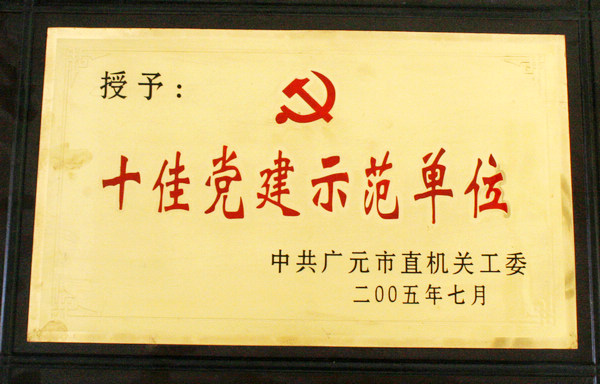 授予：
十佳党建示范单位
中共广元市直机关工委
二00五年七月